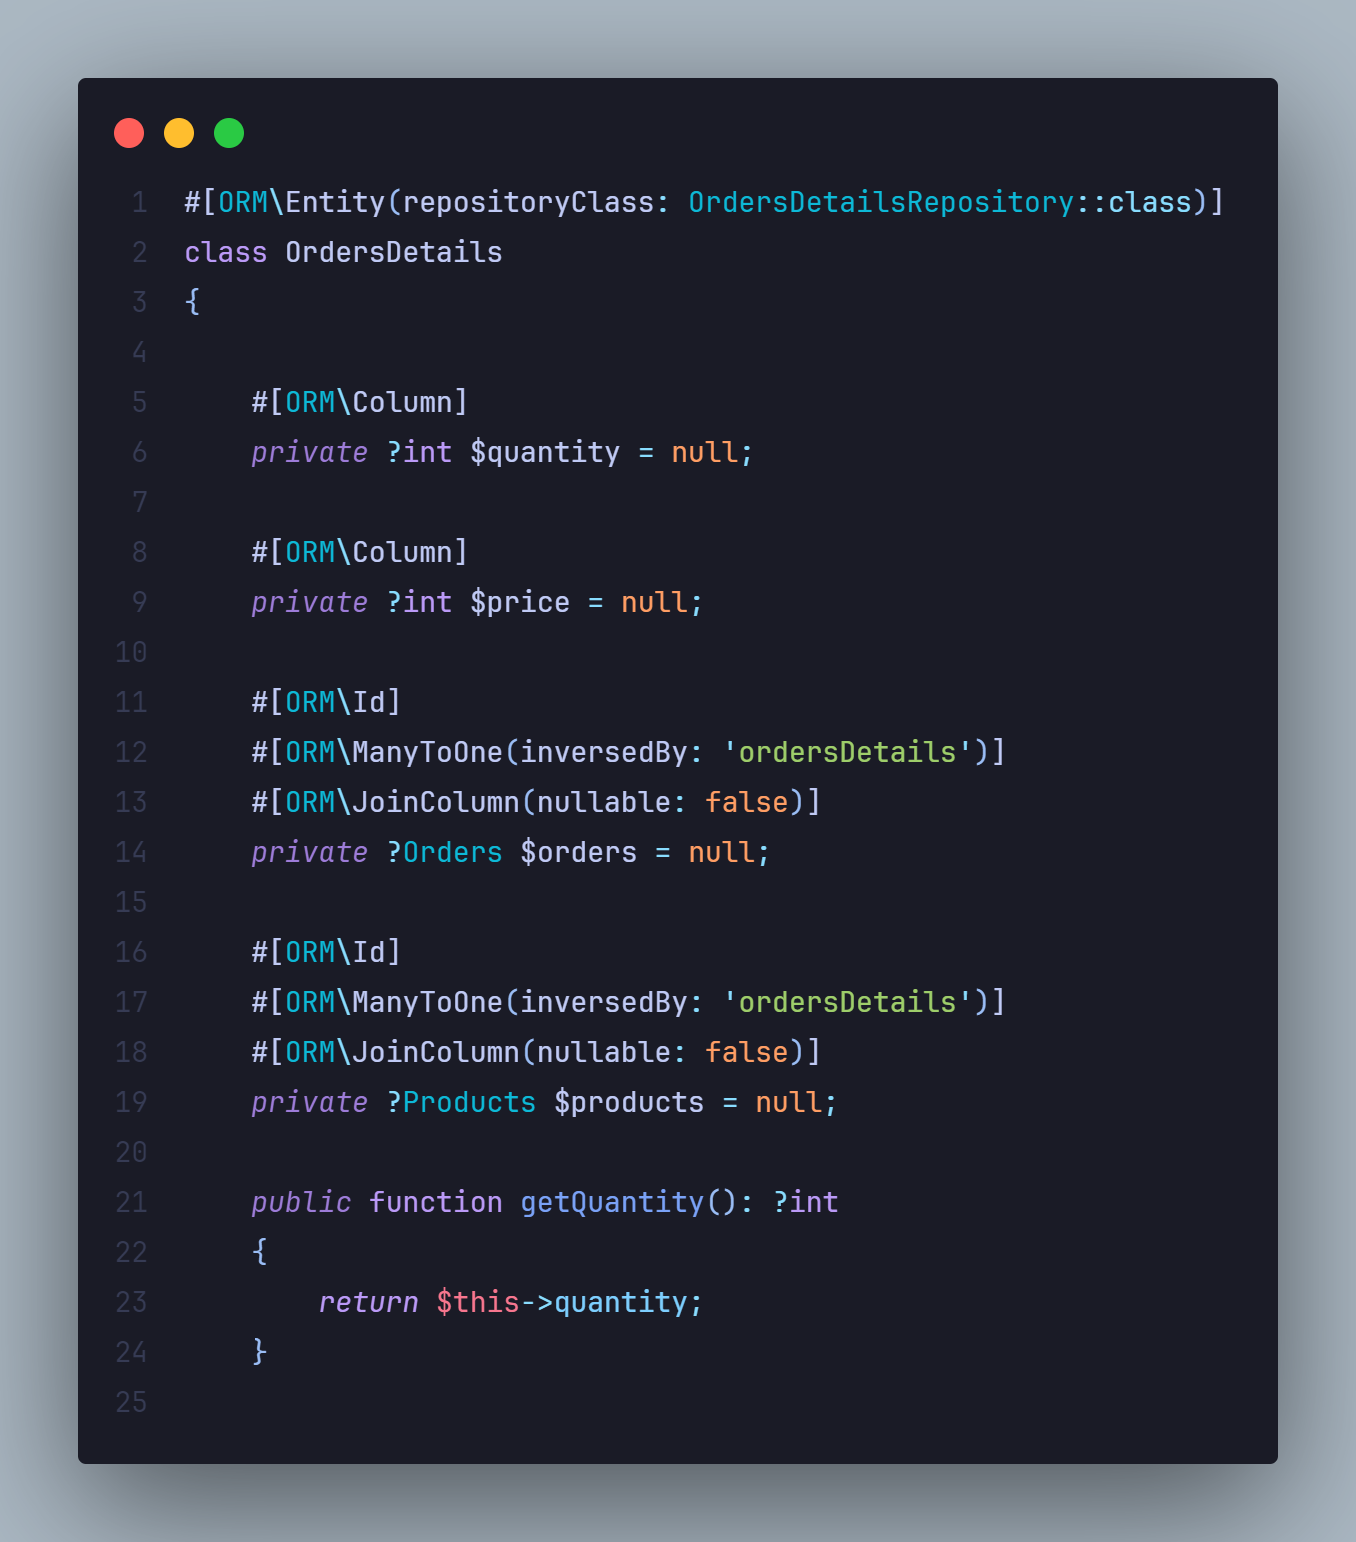 1 #[ORM\Entity(repositoryClass: OrdersDetailsRepository::class)]
2 class OrdersDetails
3 {
4
5     #[ORM\Column]
6     private ?int $quantity = null;
7
8     #[ORM\Column]
9     private ?int $price = null;
10
11     #[ORM\Id]
12     #[ORM\ManyToOne(inversedBy: 'ordersDetails')]
13     #[ORM\JoinColumn(nullable: false)]
14     private ?Orders $orders = null;
15
16     #[ORM\Id]
17     #[ORM\ManyToOne(inversedBy: 'ordersDetails')]
18     #[ORM\JoinColumn(nullable: false)]
19     private ?Products $products = null;
20
21     public function getQuantity(): ?int
22     {
23         return $this->quantity;
24     }
25